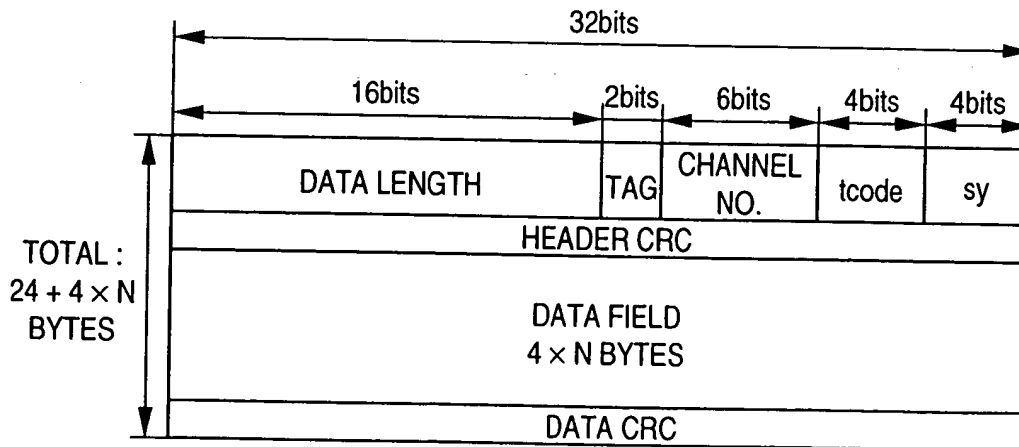 32bits
16bits
2bits
6bits
4bits
4bits
DATA LENGTH
TAG
CHANNEL
NO.
tcode
sy
HEADER CRC
TOTAL :
24 + 4 × N
BYTES
DATA FIELD
4 × N BYTES
DATA CRC